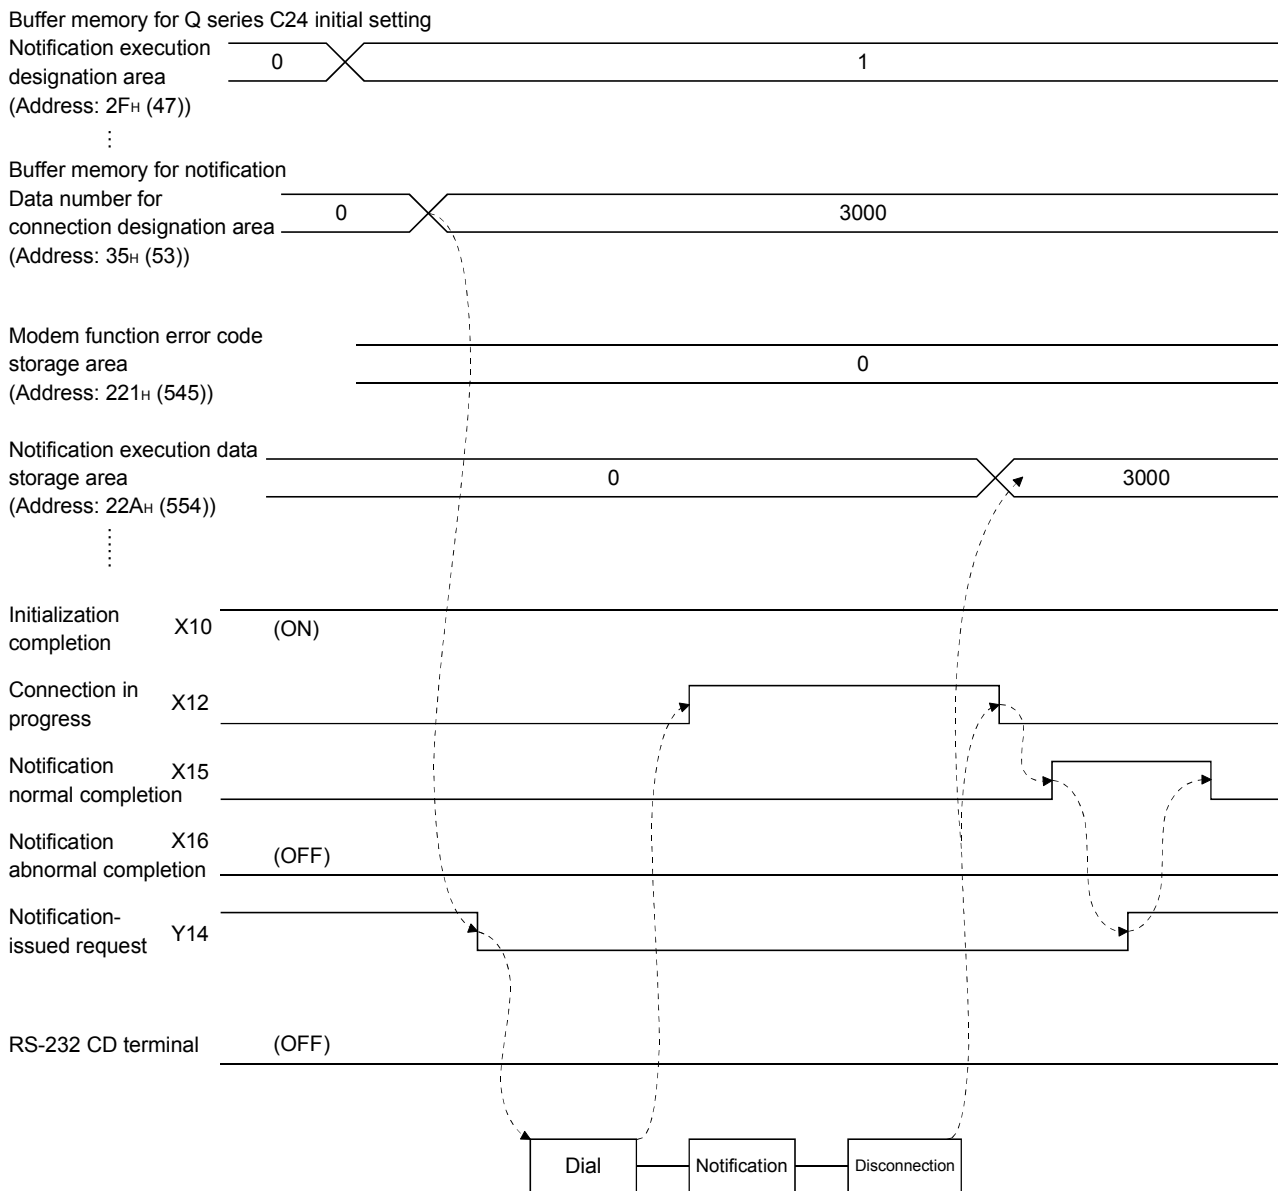 Buffer memory for Q series C24 initial setting
Notification execution
designation area
(Address: 2FH (47))
0
1
Buffer memory for notification
Data number for
connection designation area
(Address: 35H (53))
0
3000
Modem function error code
storage area
(Address: 221H (545))
0
Notification execution data
storage area
(Address: 22AH (554))
0
3000
Initialization
completion
X10
(ON)
Connection in
progress
X12
Notification
normal completion
X15
Notification
abnormal completion
X16
(OFF)
Notification-
issued request
Y14
RS-232 CD terminal
(OFF)
Dial
Notification
Disconnection